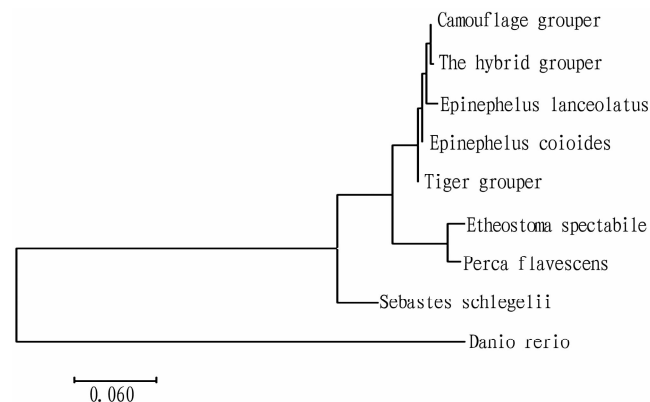 Camouflage grouper
The hybrid grouper
Epinephelus lanceolatus
Epinephelus coioides
Tiger grouper
Etheostoma spectabile
Perca flavescens
Sebastes schlegelii
Danio rerio
0.060